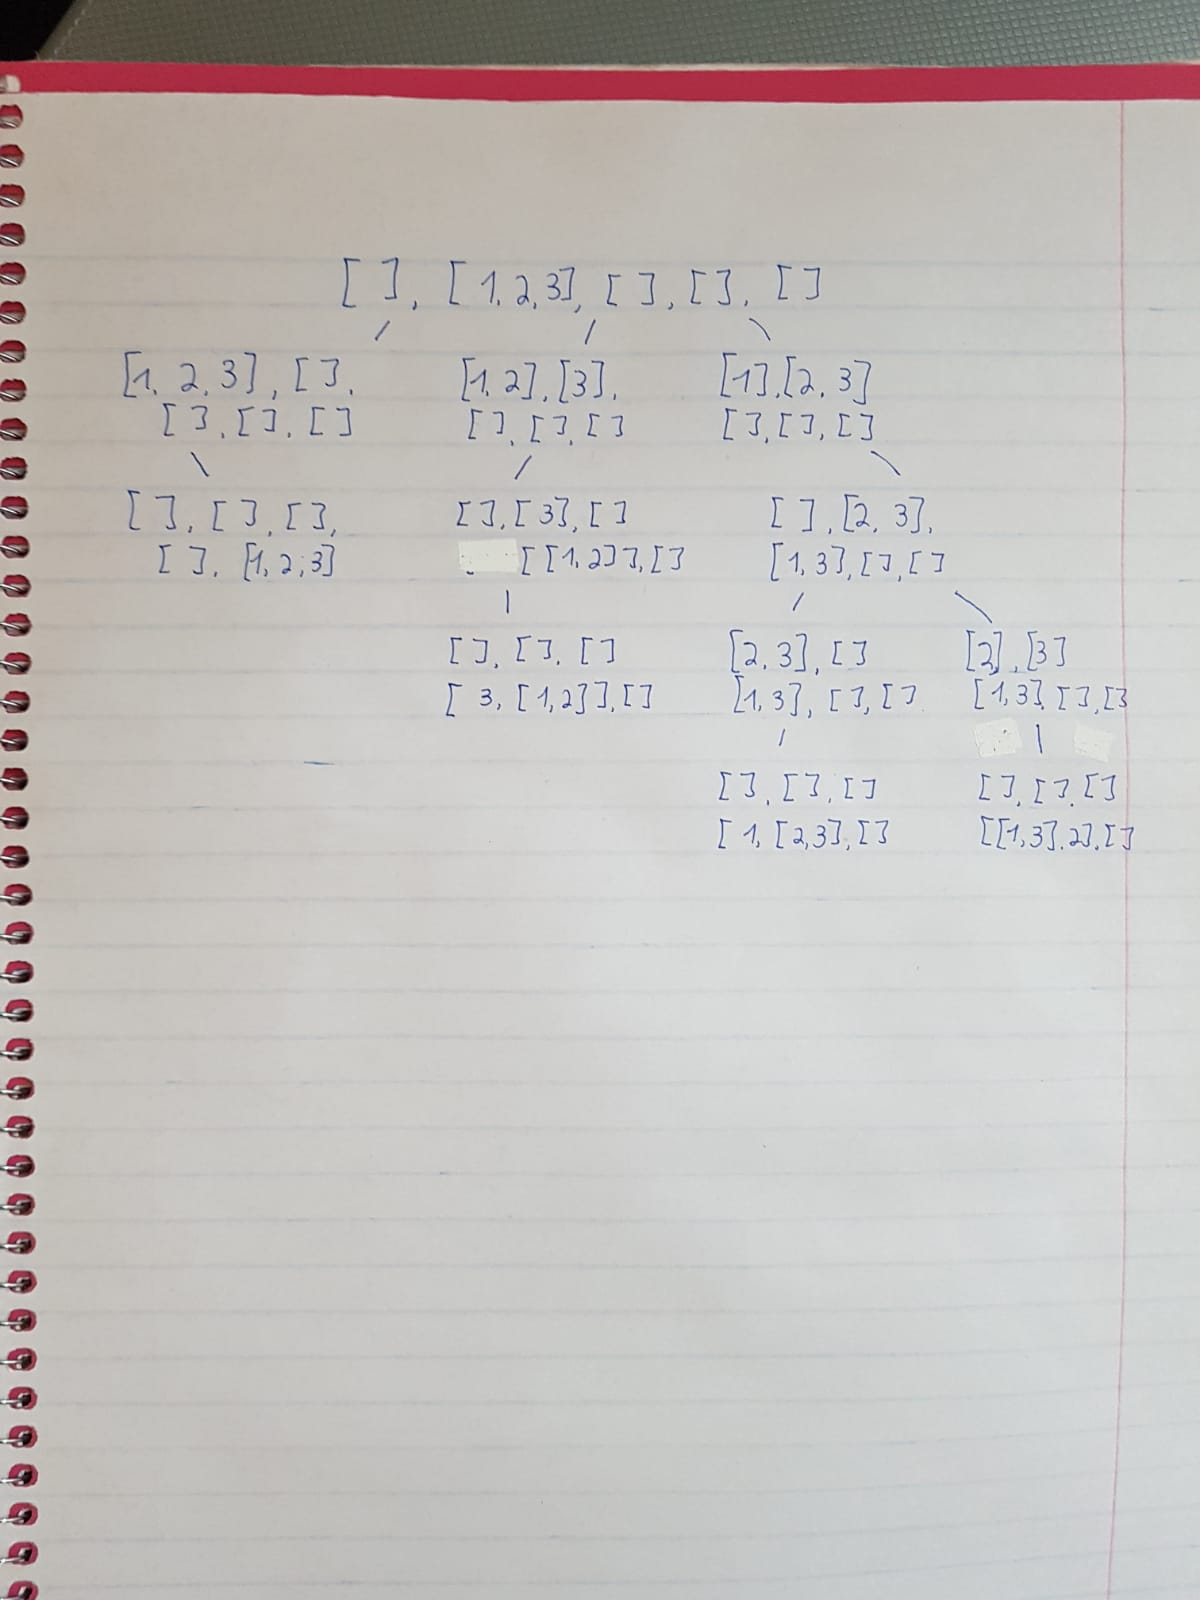 [ ], [ 1, 2, 3], [ ], [ ], [ ]
[1, 2, 3], [ ],
[ ], [ ], [ ]
[1, 2], [3],
[ ], [ ], [ ]
[1], [2, 3]
[ ], [ ], [ ]
[ ], [ ], [ ],
[ ], [1, 2, 3]
[ ], [ 3], [ ]
[ [1, 2] ], [ ]
[ ], [2, 3],
[1, 3], [ ], [ ]
[ ], [ ], [ ]
[ 3, [1,2]], [ ]
[2, 3], [ ]
[1, 3], [ ], [ ]
[2], [3]
[1, 3], [ ], [ ]
[ ], [ ], [ ]
[ 1, [2,3], [ ]
[ ], [ ], [ ]
[[1, 3], 2], [ ]